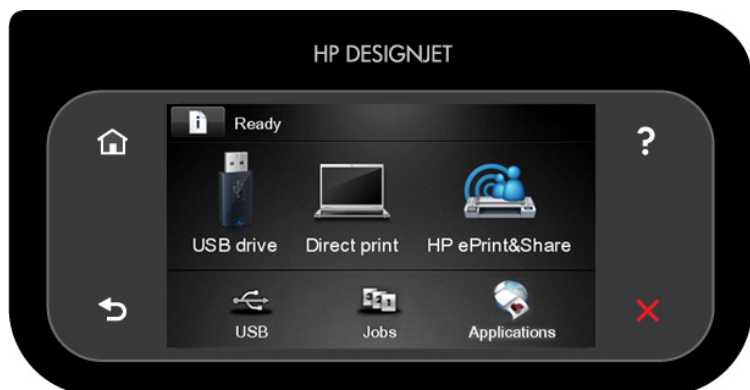 HP DESIGNJET
Ready
?
USB drive Direct print HP ePrint&Share
USB Jobs Applications